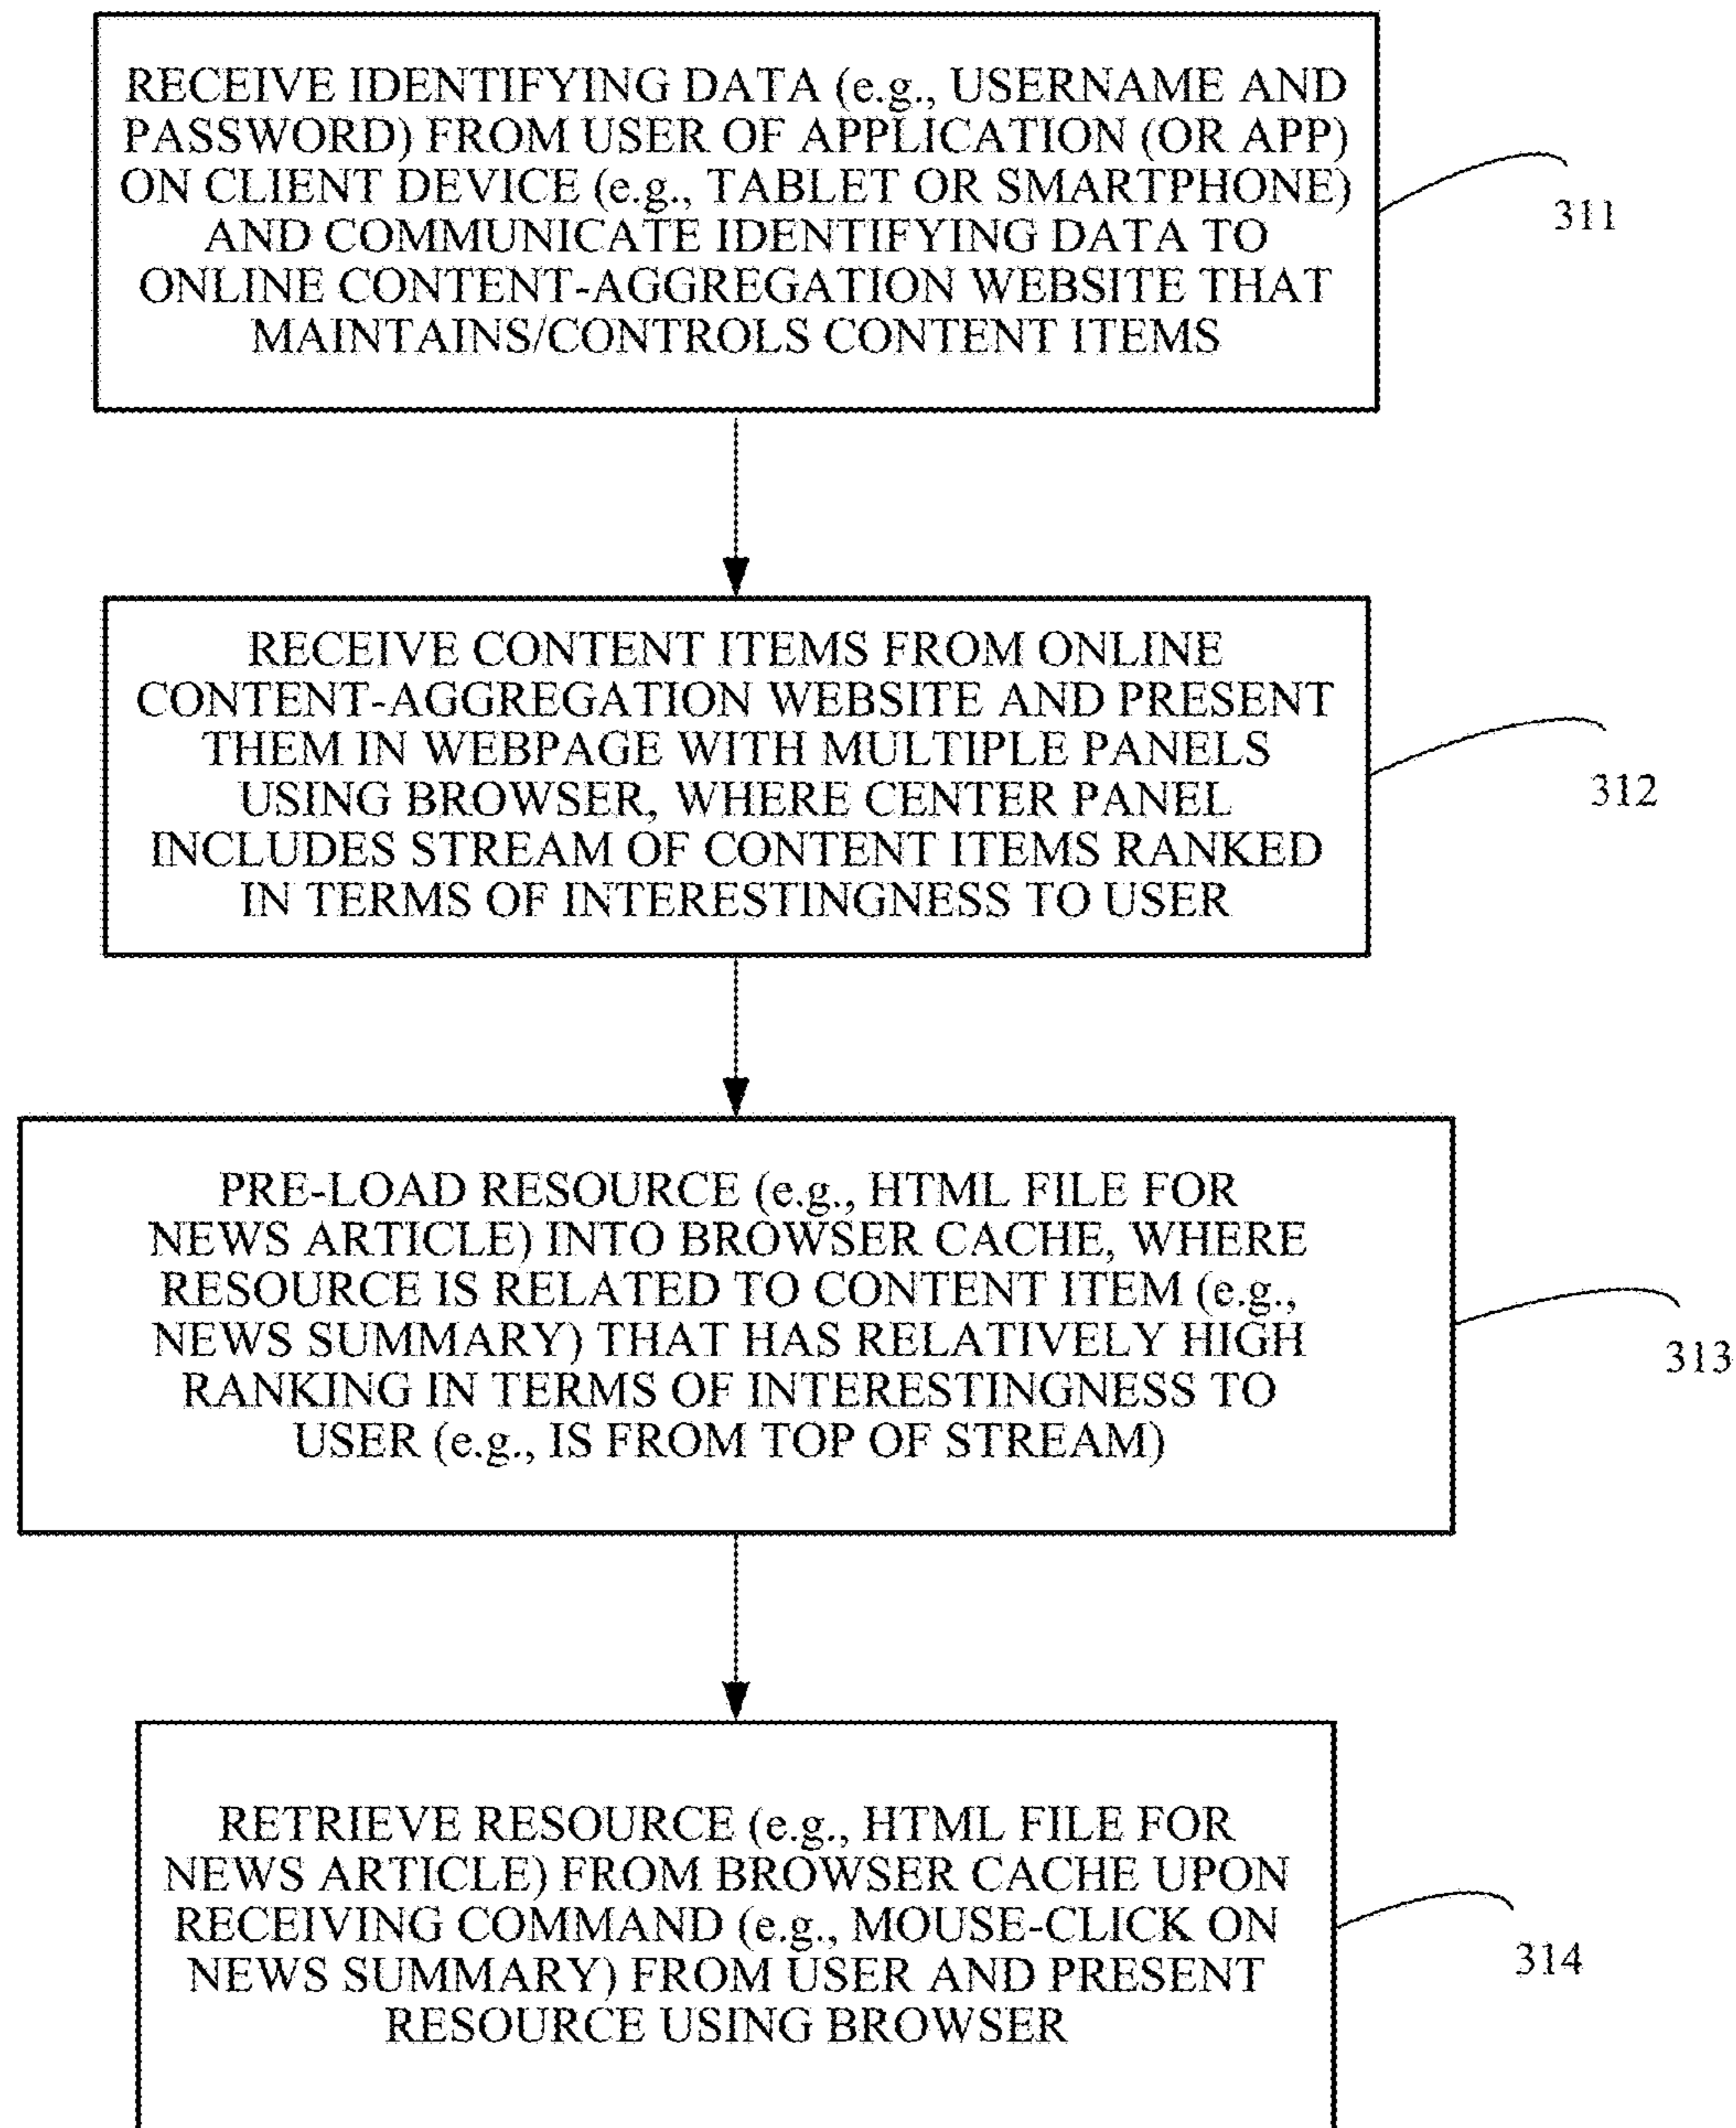 RECEIVE IDENTIFYING DATA (e.g., USERNAME AND
PASSWORD) FROM USER OF APPLICATION (OR APP)
ON CLIENT DEVICE (e.g., TABLET OR SMARTPHONE)
AND COMMUNICATE IDENTIFYING DATA TO
ONLINE CONTENT-AGGREGATION WEBSITE THAT
MAINTAINS/CONTROLS CONTENT ITEMS
311
RECEIVE CONTENT ITEMS FROM ONLINE
CONTENT-AGGREGATION WEBSITE AND PRESENT
THEM IN WEBPAGE WITH MULTIPLE PANELS
USING BROWSER, WHERE CENTER PANEL
INCLUDES STREAM OF CONTENT ITEMS RANKED
IN TERMS OF INTERESTINGNESS TO USER
312
PRE-LOAD RESOURCE (e.g., HTML FILE FOR
NEWS ARTICLE) INTO BROWSER CACHE, WHERE
RESOURCE IS RELATED TO CONTENT ITEM (e.g.,
NEWS SUMMARY) THAT HAS RELATIVELY HIGH
RANKING IN TERMS OF INTERESTINGNESS TO
USER (e.g., IS FROM TOP OF STREAM)
313
RETRIEVE RESOURCE (e.g., HTML FILE FOR
NEWS ARTICLE) FROM BROWSER CACHE UPON
RECEIVING COMMAND (e.g., MOUSE-CLICK ON
NEWS SUMMARY) FROM USER AND PRESENT
RESOURCE USING BROWSER
314